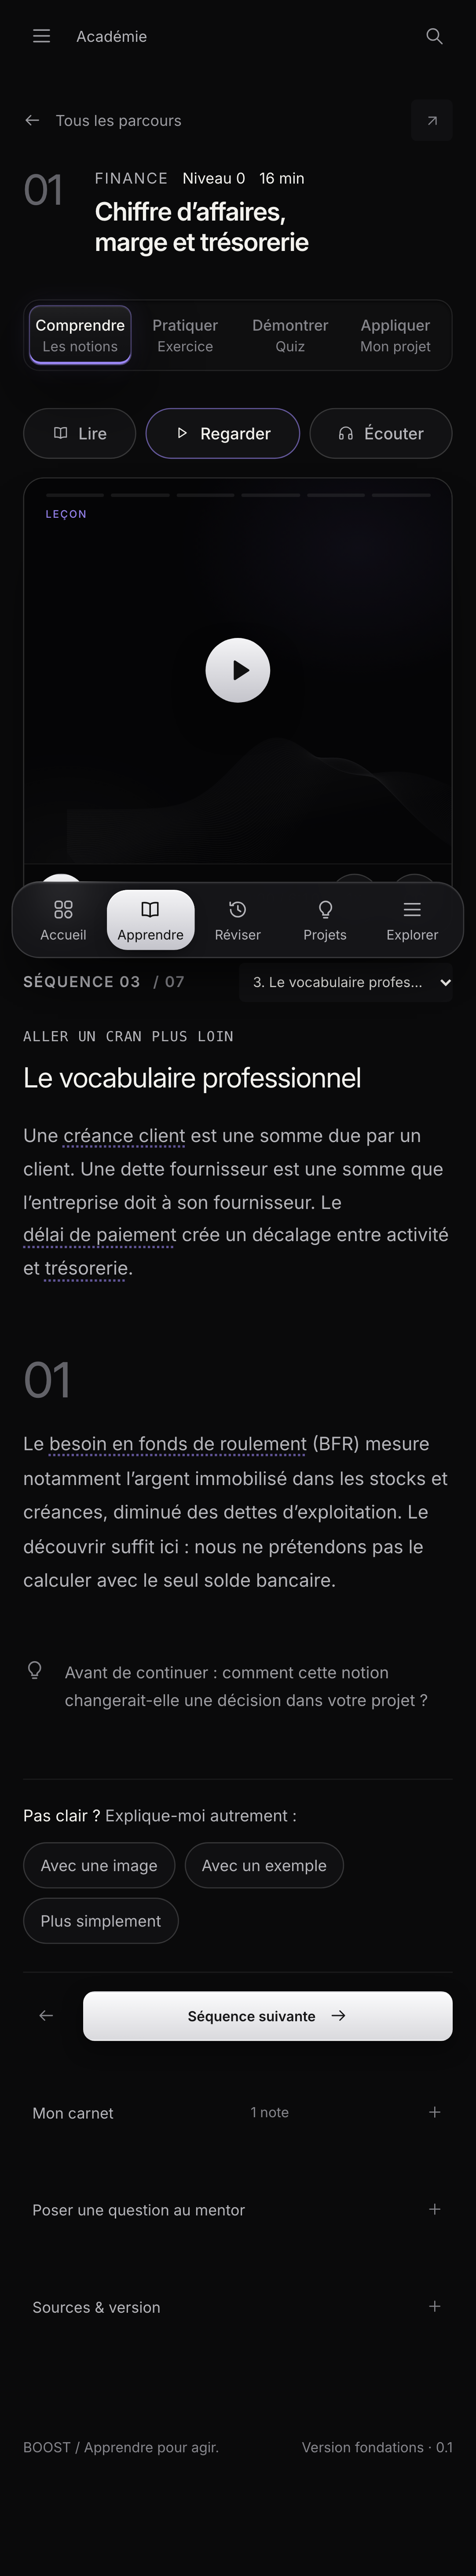 Académie
Tous les parcours
01
FINANCE Niveau 0 16 min
Chiffre d’affaires,
marge et trésorerie
Comprendre Pratiquer Démontrer Appliquer
Les notions Exercice Quiz Mon projet
Lire Regarder Écouter
LEÇON
Accueil Apprendre Réviser Projets Explorer
SÉQUENCE 03 / 07 3. Le vocabulaire profes...
ALLER UN CRAN PLUS LOIN
Le vocabulaire professionnel
Une créance client est une somme due par un
client. Une dette fournisseur est une somme que
l’entreprise doit à son fournisseur. Le
délai de paiement crée un décalage entre activité
et trésorerie.
01
Le besoin en fonds de roulement (BFR) mesure
notamment l’argent immobilisé dans les stocks et
créances, diminué des dettes d’exploitation. Le
découvrir suffit ici : nous ne prétendons pas le
calculer avec le seul solde bancaire.
Avant de continuer : comment cette notion
changerait-elle une décision dans votre projet ?
Pas clair ? Explique-moi autrement :
Avec une image Avec un exemple
Plus simplement
Séquence suivante
Mon carnet 1 note
Poser une question au mentor
Sources & version
BOOST / Apprendre pour agir. Version fondations · 0.1